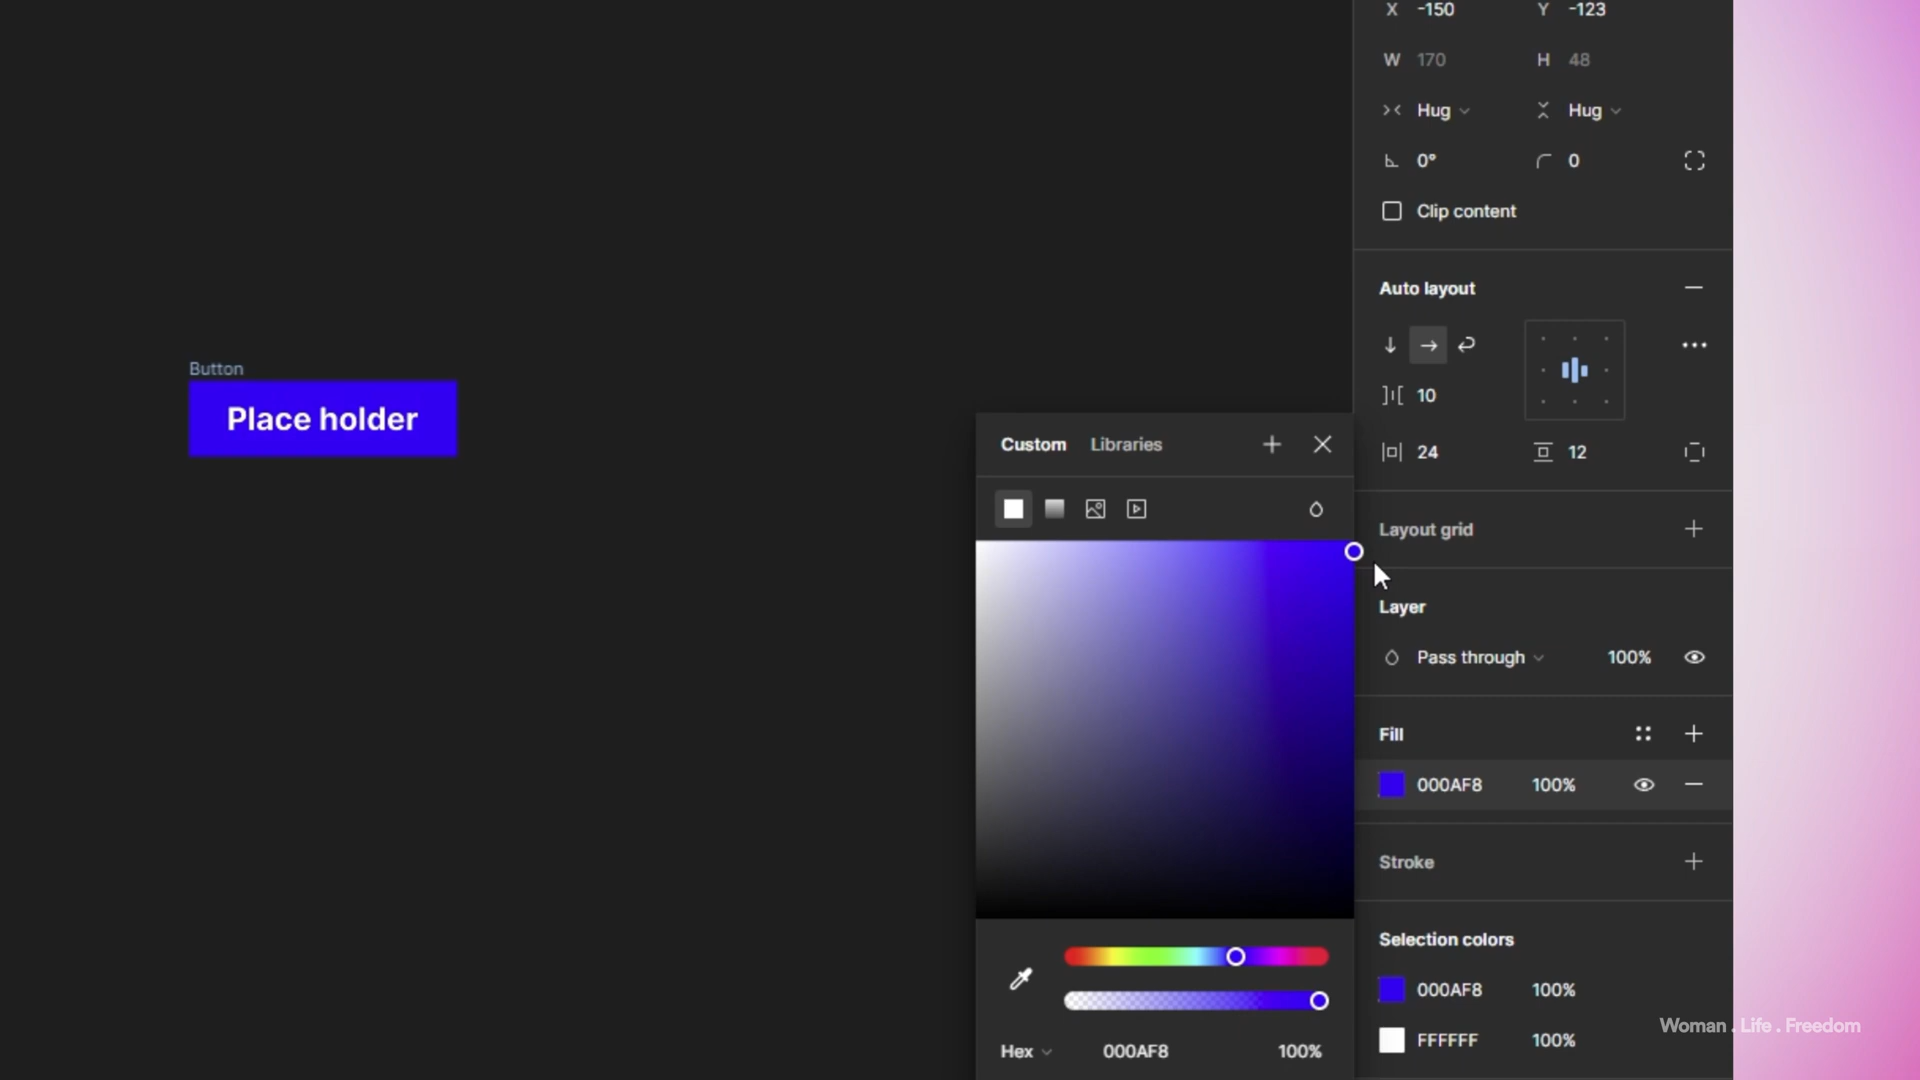 X -150 Y -123
W 170 H 48
Hug Hug
0° 0
Clip content
Auto layout
10
24 12
Layout grid
Layer
Pass through 100%
Fill
000AF8 100%
Stroke
Selection colors
000AF8 100%
FFFFFF 100%
Button
Place holder
Custom Libraries
Hex 000AF8 100%
Woman . Life . Freedom